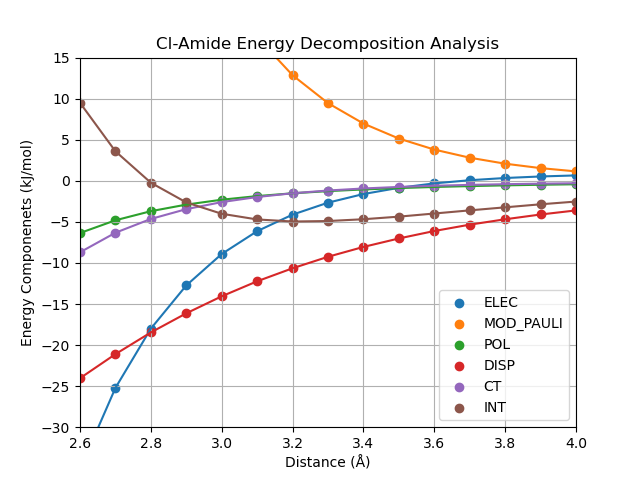 Cl-Amide Energy Decomposition Analysis
Energy Componenets (kJ/mol)
15
10
5
0
−5
−10
−15
−20
−25
−30
2.6
2.8
3.0
3.2
3.4
3.6
3.8
4.0
Distance (Å)
ELEC
MOD_PAULI
POL
DISP
CT
INT